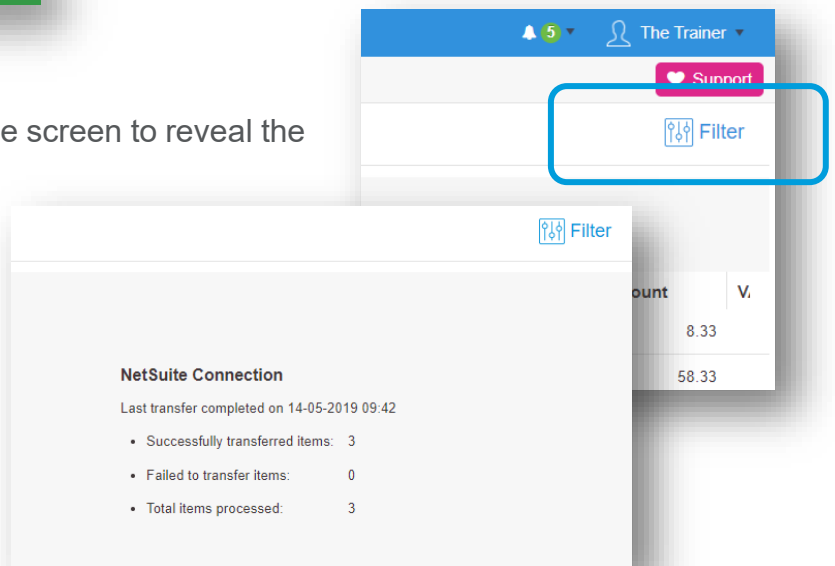 5 The Trainer
Support
Filter
e screen to reveal the
Filter
ount
8.33
58.33
NetSuite Connection
Last transfer completed on 14-05-2019 09:42
• Successfully transferred items: 3
• Failed to transfer items: 0
• Total items processed: 3